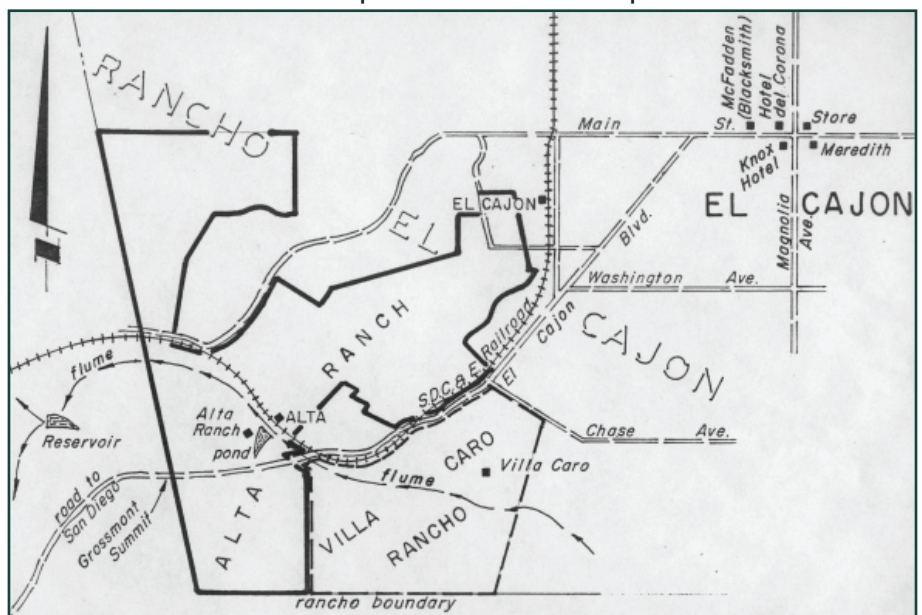 RANCHO
EL
CAJON
McFadden
(Blacksmith)
Hotel
del Corona
Store
Main
St.
Knox
Hotel
Meredith
EL CAJON
EL CAJON
Magnolia
Ave.
Blvd.
Cajon
El
Washington Ave.
S.D.C. & E. Railroad
RANCH
ALTA
flume
Reservoir
Alta
Ranch
pond
ALTA
Chase Ave.
CARO
Villa Caro
VILLA
RANCHO
flume
road to
San Diego
Grossmont
Summit
rancho boundary